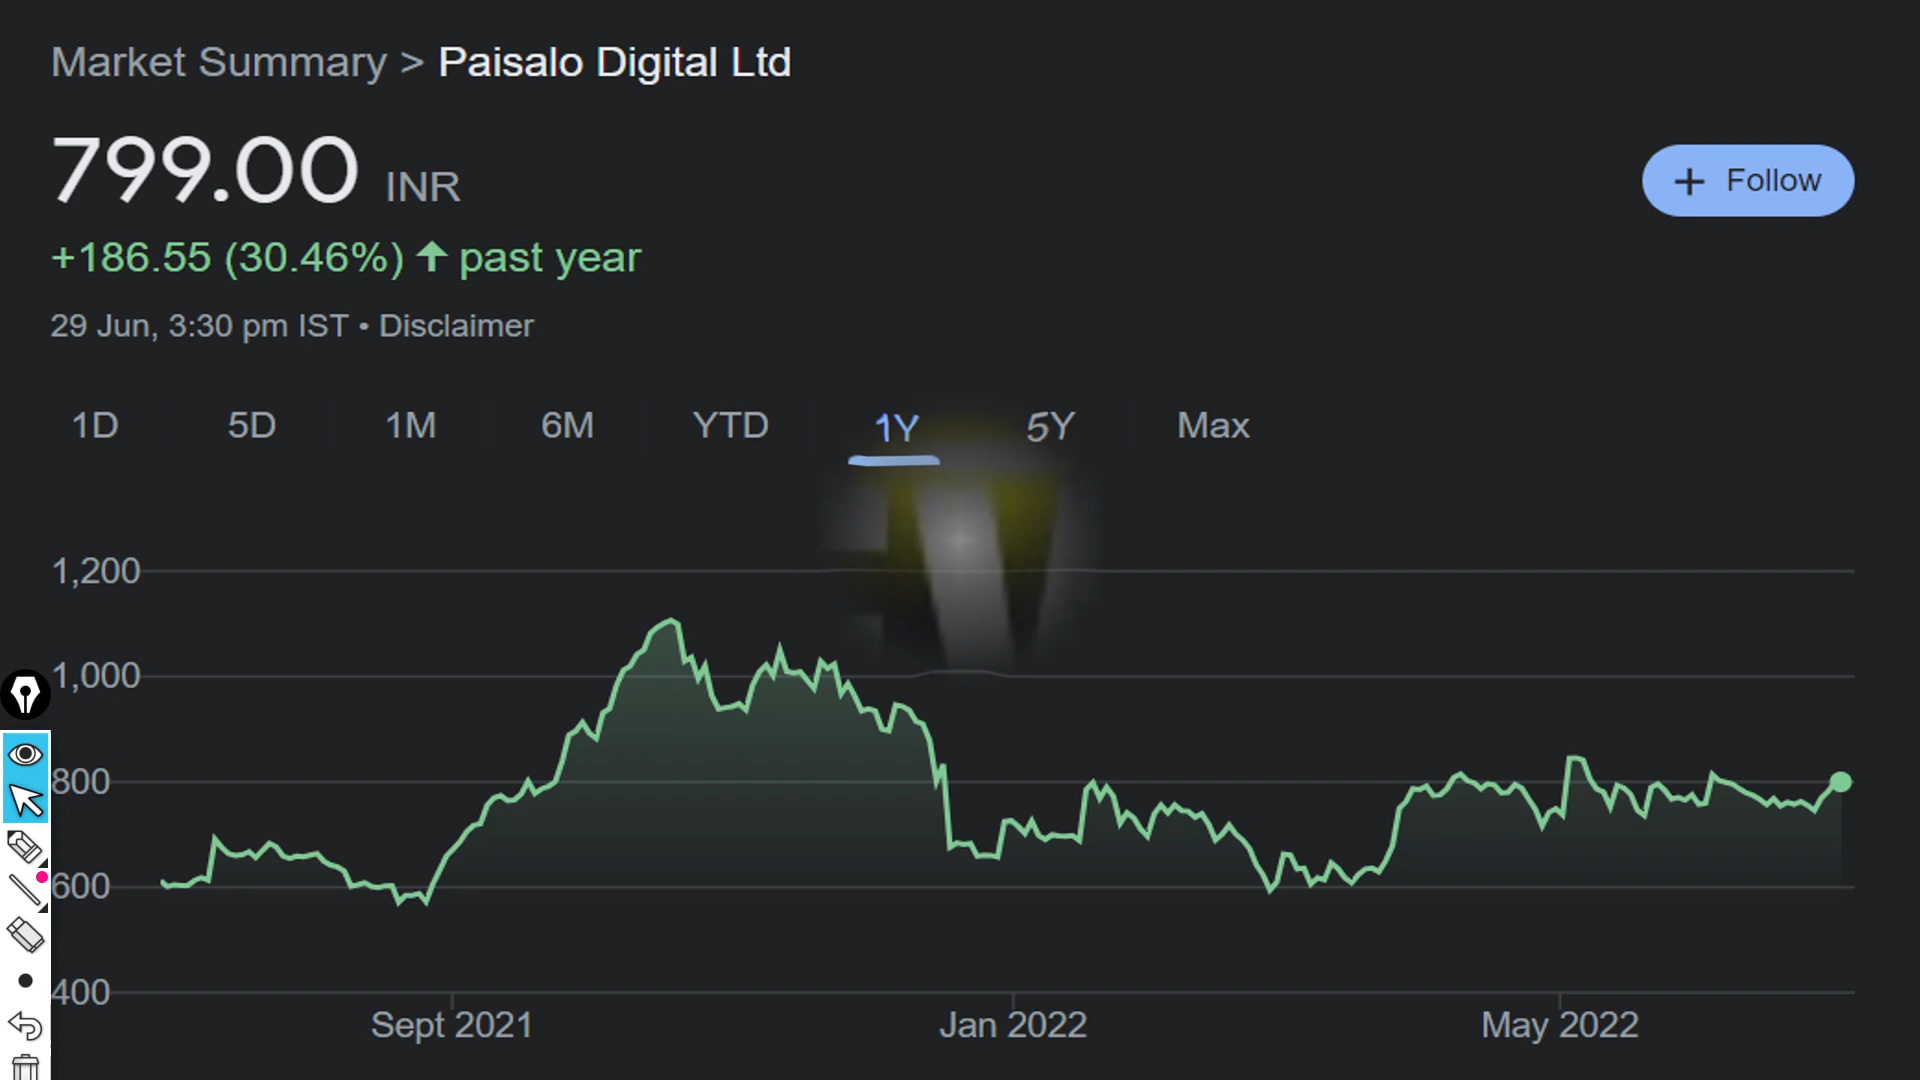 Market Summary > Paisalo Digital Ltd
799.00 INR
+ Follow
+186.55 (30.46%) ↑ past year
29 Jun, 3:30 pm IST • Disclaimer
1D 5D 1M 6M YTD 1Y 5Y Max
1,200
1,000
800
600
400
Sept 2021 Jan 2022 May 2022